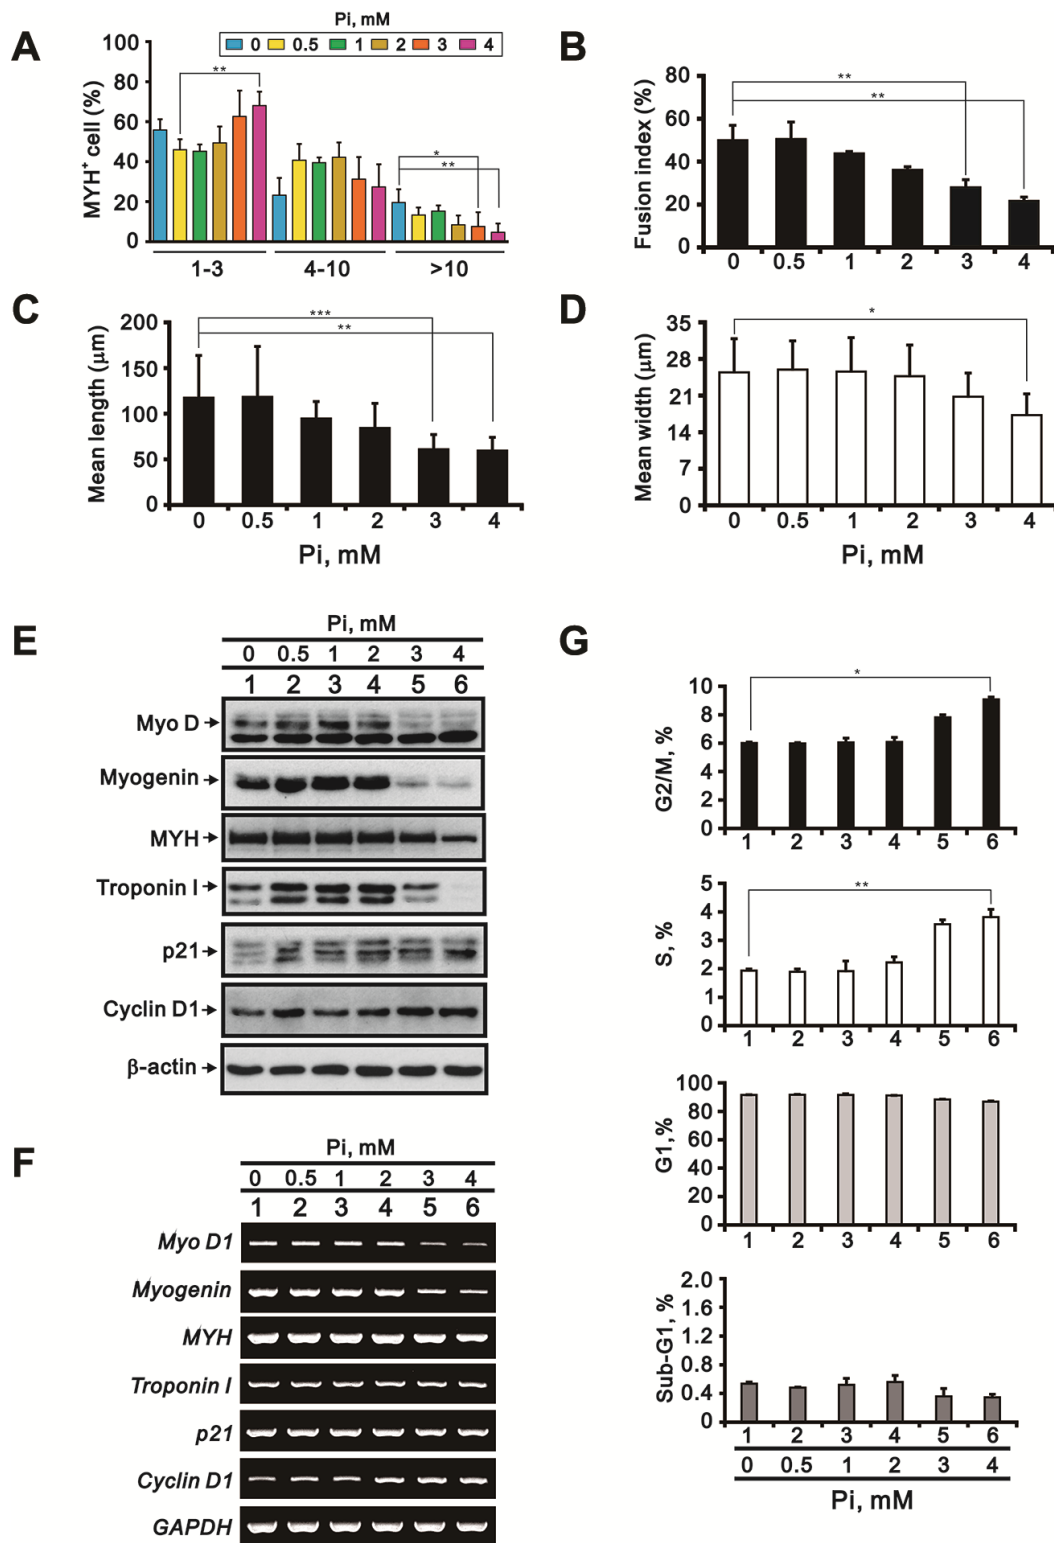 A
Pi, mM
0 0.5 1 2 3 4
MYH+ cell (%)
100
80
60
40
20
0
**
*
**
1-3 4-10 >10
B
Fusion index (%)
80
60
40
20
0
**
**
0 0.5 1 2 3 4
C
Mean length (μm)
200
150
100
50
0
***
**
0 0.5 1 2 3 4
Pi, mM
D
Mean width (μm)
35
28
21
14
7
0
*
0 0.5 1 2 3 4
Pi, mM
E
Pi, mM
0 0.5 1 2 3 4
1 2 3 4 5 6
Myo D
Myogenin
MYH
Troponin I
p21
Cyclin D1
β-actin
F
Pi, mM
0 0.5 1 2 3 4
1 2 3 4 5 6
Myo D1
Myogenin
MYH
Troponin I
p21
Cyclin D1
GAPDH
G
G2/M, %
10
8
6
4
2
0
*
1 2 3 4 5 6
S, %
5
4
3
2
1
0
**
1 2 3 4 5 6
G1, %
100
80
60
40
20
0
1 2 3 4 5 6
Sub-G1, %
2.0
1.6
1.2
0.8
0.4
0
1 2 3 4 5 6
0 0.5 1 2 3 4
Pi, mM